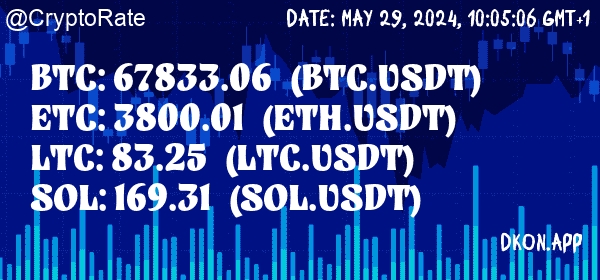 @CryptoRate
DATE: MAY 29, 2024, 10:05:06 GMT+1
BTC: 67833.06 (BTC.USDT)
ETC: 3800.01 (ETH.USDT)
LTC: 83.25 (LTC.USDT)
SOL: 169.31 (SOL.USDT)
DKON.APP